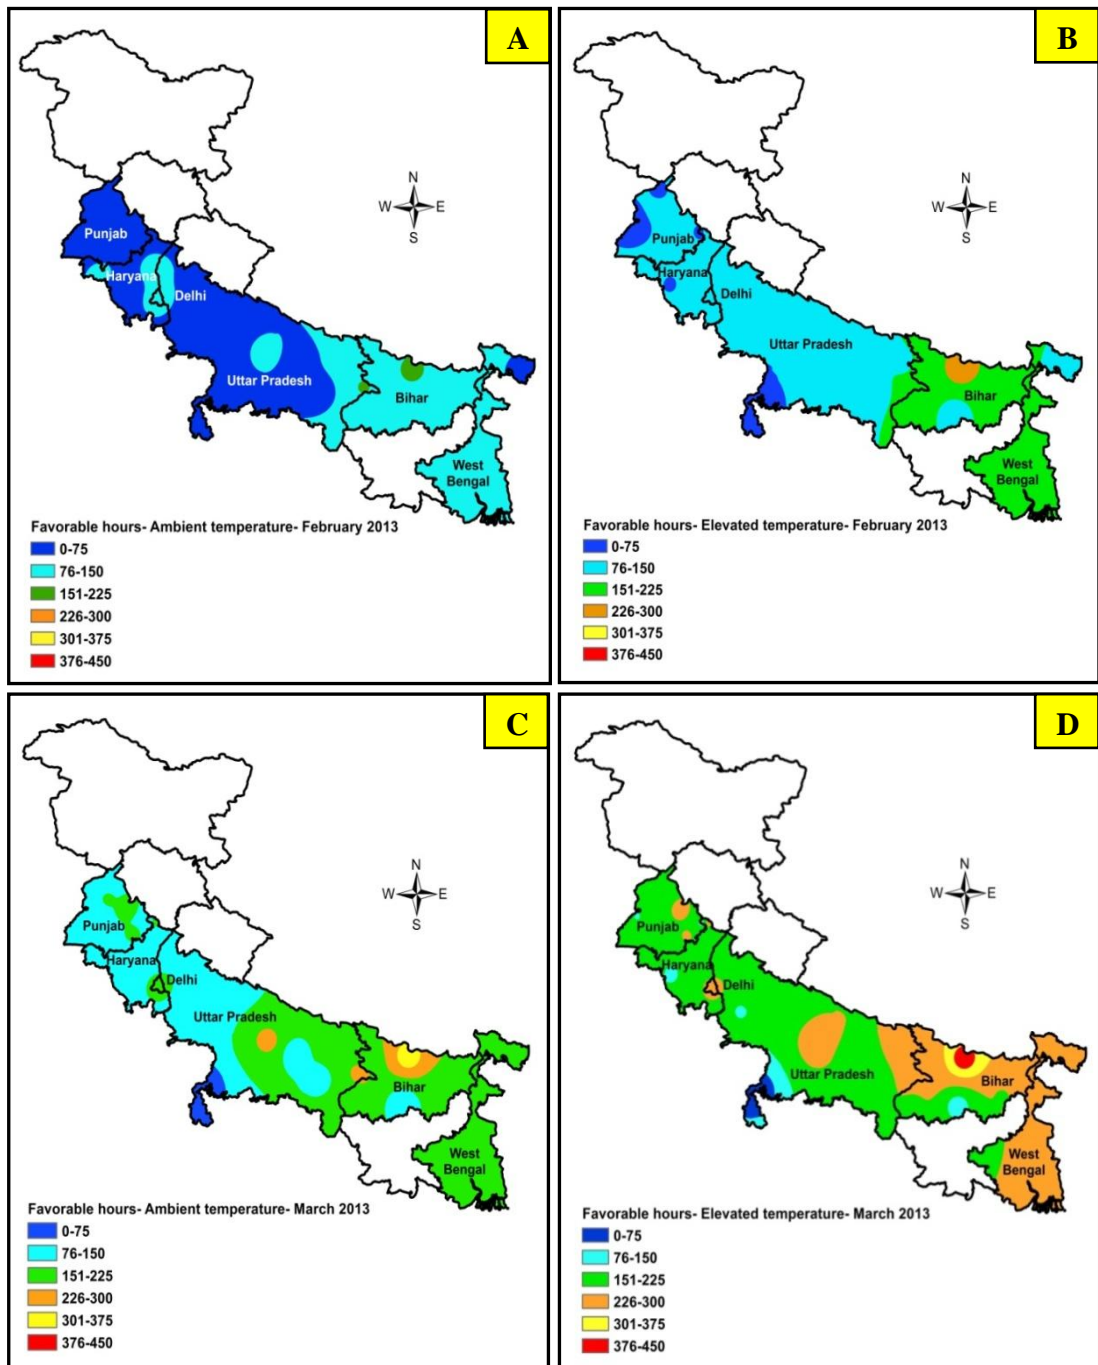 A
N
W E
S
Punjab
Haryana
Delhi
Uttar Pradesh
Bihar
West
Bengal
Favorable hours- Ambient temperature- February 2013
0-75
76-150
151-225
226-300
301-375
376-450
B
N
W E
S
Punjab
Haryana
Delhi
Uttar Pradesh
Bihar
West
Bengal
Favorable hours- Elevated temperature- February 2013
0-75
76-150
151-225
226-300
301-375
376-450
C
N
W E
S
Punjab
Haryana
Delhi
Uttar Pradesh
Bihar
West
Bengal
Favorable hours- Ambient temperature- March 2013
0-75
76-150
151-225
226-300
301-375
376-450
D
N
W E
S
Punjab
Haryana
Delhi
Uttar Pradesh
Bihar
West
Bengal
Favorable hours- Elevated temperature- March 2013
0-75
76-150
151-225
226-300
301-375
376-450